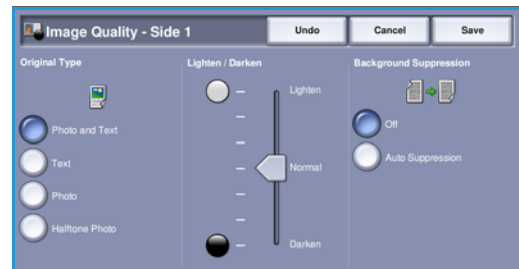 Image Quality - Side 1
Undo
Cancel
Save
Original Type
Photo and Text
Text
Photo
Halftone Photo
Lighten / Darken
Lighten
Normal
Darken
Background Suppression
Off
Auto Suppression